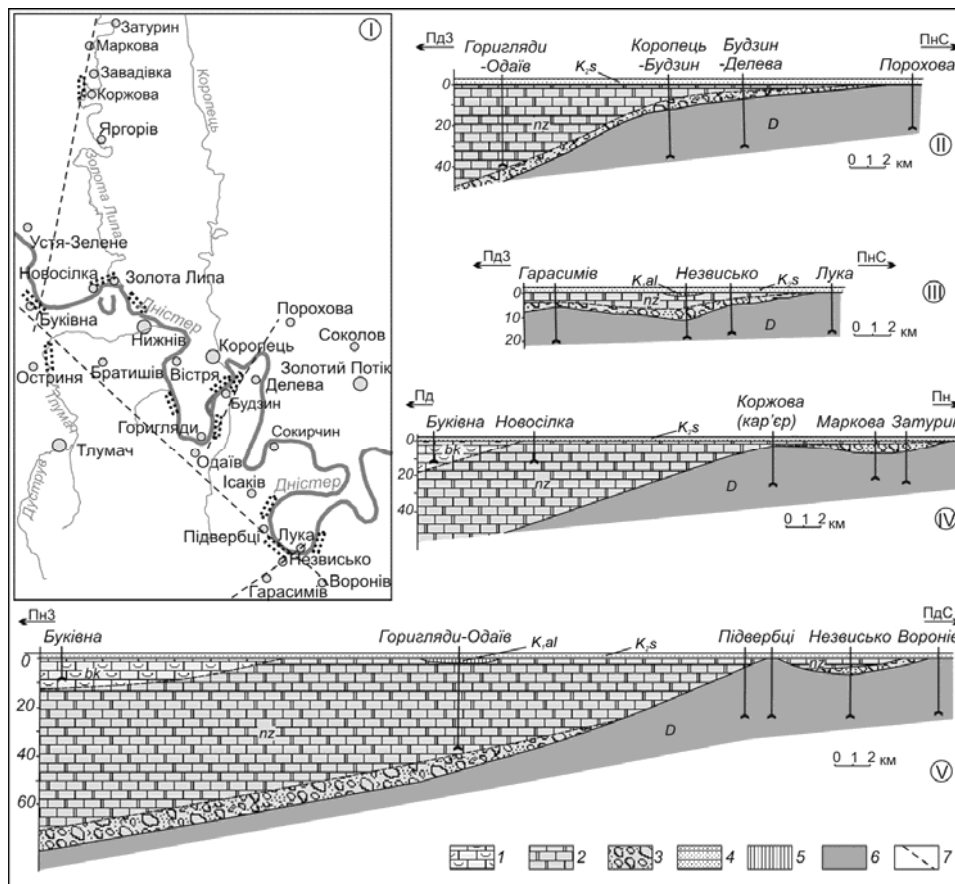 I
Затурин
Маркова
Завадівка
Коржова
Яргорів
Золота Липа
Коропець
Устя-Зелене
Новосілка
Золота Липа
Буківна
Дністер
Нижнів
Порохова
Соколов
Коропець
Остриня
Братишів
Вістря
Золотий Потік
Делева
Будзин
Тлумач
Горигляди
Сокирчин
Тлумач
Одаїв
Ісаків
Дністер
Дуструв
Підвербці
Лука
Незвисько
Гарасимів
Воронів
ПдЗ
ПнС
Горигляди
-Одаїв
Коропець
-Будзин
Будзин
-Делева
Порохова
K₂s
0
20
40
nz
D
0 1 2 км
II
ПдЗ
ПнС
Гарасимів
Незвисько
Лука
K₁al
K₂s
0
10
20
nz
D
0 1 2 км
III
Пд
Пн
Буківна
Новосілка
Коржова
(кар'єр)
Маркова
Затурин
K₂s
0
20
40
bk
nz
D
0 1 2 км
IV
ПнЗ
ПдС
Буківна
Горигляди-Одаїв
Підвербці
Незвисько
Воронів
K₁al
K₂s
0
20
40
60
bk
nz
nz
D
0 1 2 км
V
1
2
3
4
5
6
7